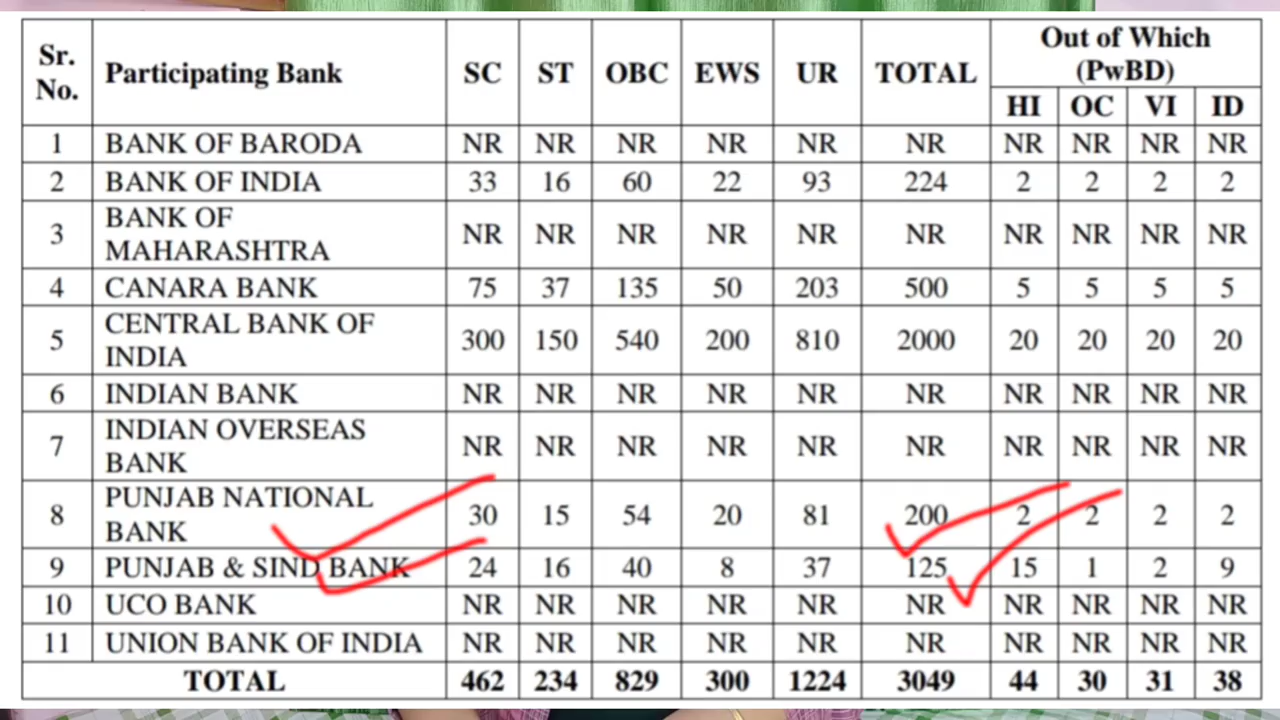 Sr. No. Participating Bank SC ST OBC EWS UR TOTAL Out of Which (PwBD)
HI OC VI ID
1 BANK OF BARODA NR NR NR NR NR NR NR NR NR NR
2 BANK OF INDIA 33 16 60 22 93 224 2 2 2 2
3 BANK OF MAHARASHTRA NR NR NR NR NR NR NR NR NR NR
4 CANARA BANK 75 37 135 50 203 500 5 5 5 5
5 CENTRAL BANK OF INDIA 300 150 540 200 810 2000 20 20 20 20
6 INDIAN BANK NR NR NR NR NR NR NR NR NR NR
7 INDIAN OVERSEAS BANK NR NR NR NR NR NR NR NR NR NR
8 PUNJAB NATIONAL BANK 30 15 54 20 81 200 2 2 2 2
9 PUNJAB & SIND BANK 24 16 40 8 37 125 15 1 2 9
10 UCO BANK NR NR NR NR NR NR NR NR NR NR
11 UNION BANK OF INDIA NR NR NR NR NR NR NR NR NR NR
TOTAL 462 234 829 300 1224 3049 44 30 31 38